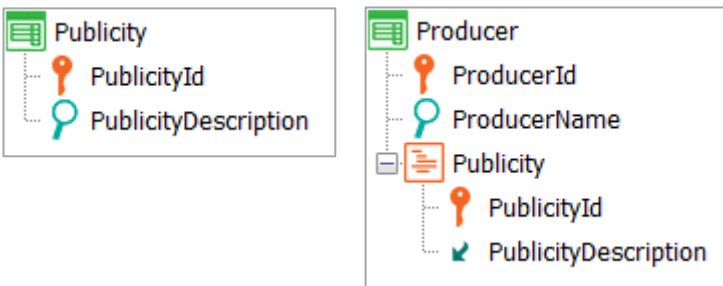 Publicity
PublicityId
PublicityDescription
Producer
ProducerId
ProducerName
Publicity
PublicityId
PublicityDescription